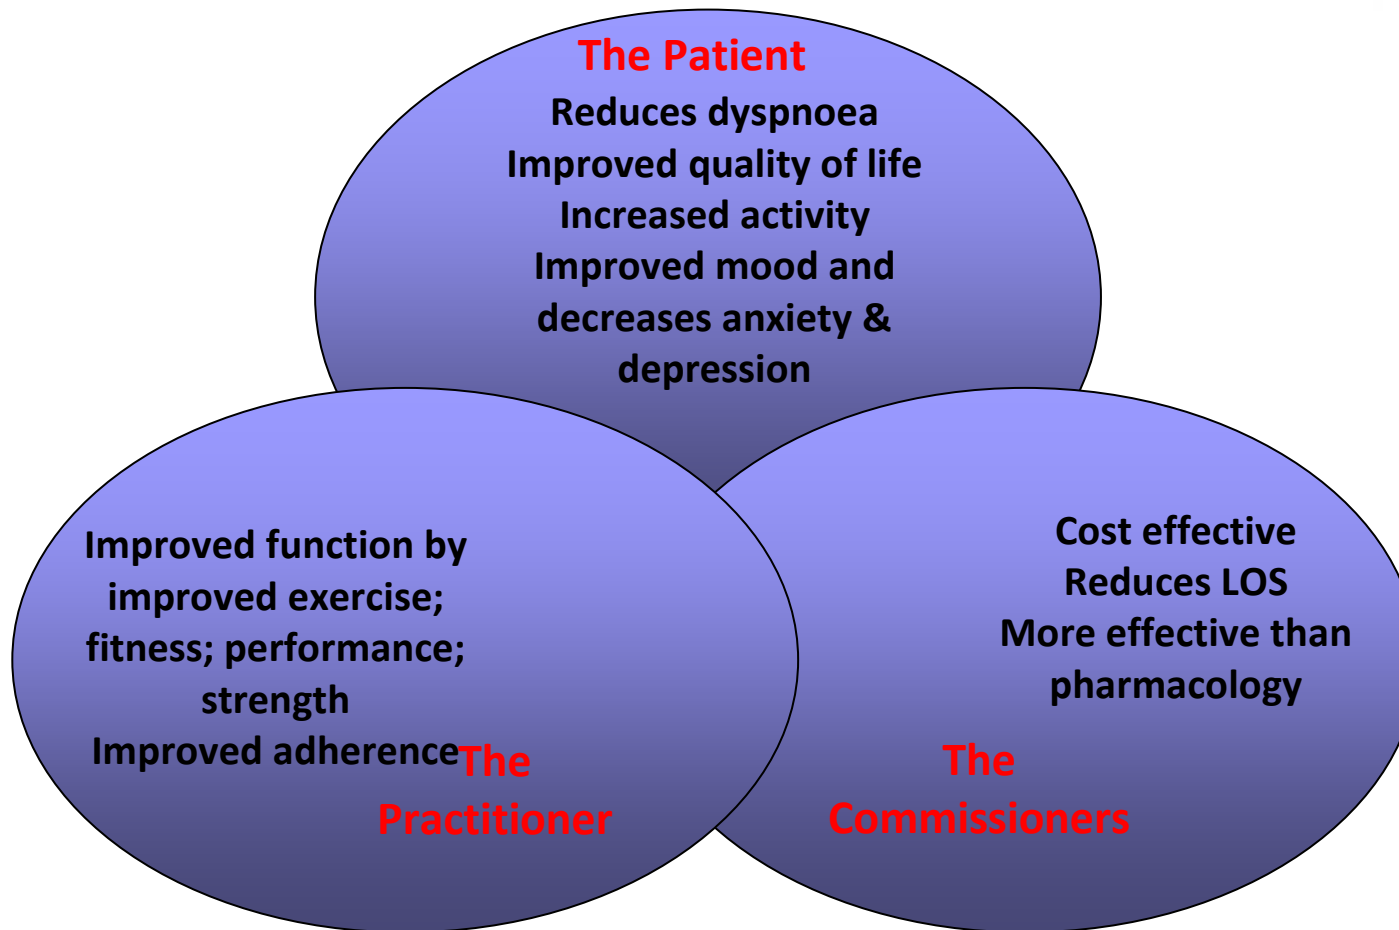 The Patient
Reduces dyspnoea
Improved quality of life
Increased activity
Improved mood and
decreases anxiety &
depression
Improved function by
improved exercise;
fitness; performance;
strength
Improved adherence
The
Practitioner
Cost effective
Reduces LOS
More effective than
pharmacology
The
Commissioners